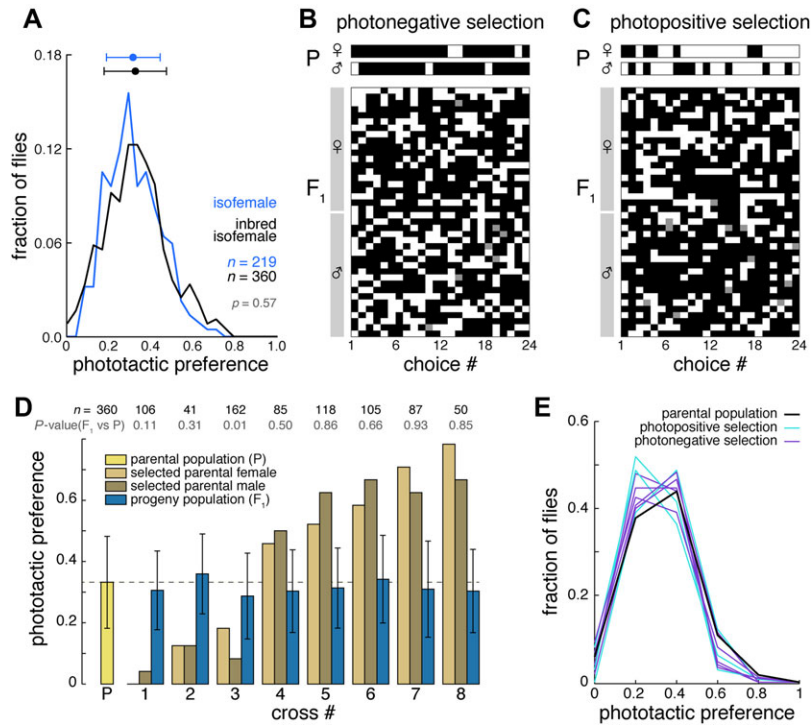 A
0.18
0.12
0.06
0.0
fraction of flies
isofemale
inbred
isofemale
n = 219
n = 360
p = 0.57
0 0.2 0.4 0.6 0.8 1.0
phototactic preference
B photonegative selection
P ♀
♂
F1 ♀
♂
1 6 12 18 24
choice #
C photopositive selection
P ♀
♂
F1 ♀
♂
1 6 12 18 24
choice #
D
n = 360 106 41 162 85 118 105 87 50
P-value(F1 vs P) 0.11 0.31 0.01 0.50 0.86 0.66 0.93 0.85
parental population (P)
selected parental female
selected parental male
progeny population (F1)
phototactic preference
0.6
0.4
0.2
0
P 1 2 3 4 5 6 7 8
cross #
E
parental population
photopositive selection
photonegative selection
0.6
0.4
0.2
0
fraction of flies
0 0.2 0.4 0.6 0.8 1
phototactic preference